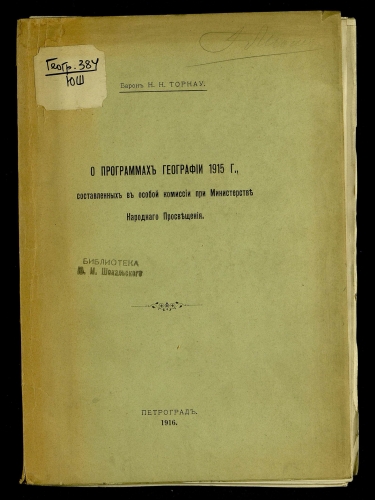 Геогр. 384
ЮШ
Баронъ Н. Н. ТОРНАУ.
О ПРОГРАММАХЪ ГЕОГРАФІИ 1915 Г.,
составленныхъ въ особой комиссіи при Министерствѣ
Народнаго Просвѣщенія.
БИБЛИОТЕКА
Ю. М. Шокальского
ПЕТРОГРАДЪ.
1916.